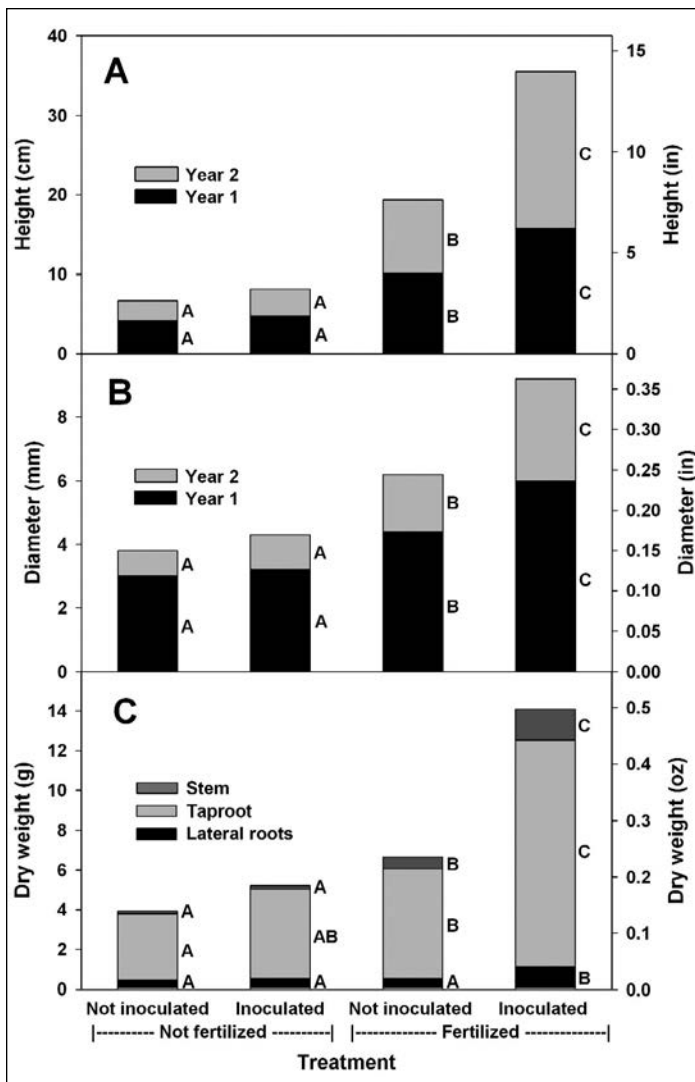 A
Height (cm)
40
30
20
10
0
Year 2
Year 1
A
A
A
A
B
B
C
C
15
10
5
0
Height (in)
B
Diameter (mm)
8
6
4
2
0
Year 2
Year 1
A
A
A
A
B
B
C
C
0.35
0.30
0.25
0.20
0.15
0.10
0.05
0.00
Diameter (in)
C
Dry weight (g)
14
12
10
8
6
4
2
0
Stem
Taproot
Lateral roots
A
A
A
A
AB
A
B
B
A
C
C
B
0.5
0.4
0.3
0.2
0.1
0.0
Dry weight (oz)
Not inoculated Inoculated Not inoculated Inoculated
|---------- Not fertilized -----------| |-------------- Fertilized -------------|
Treatment